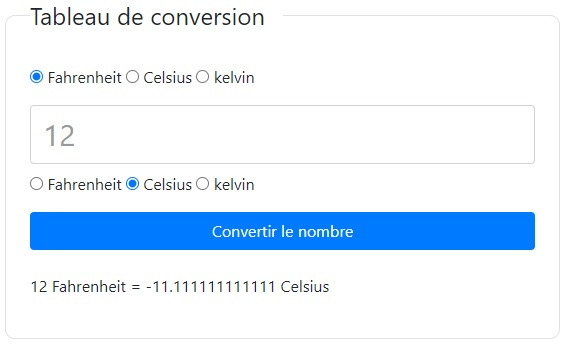 Tableau de conversion
Fahrenheit Celsius kelvin
12
Fahrenheit Celsius kelvin
Convertir le nombre
12 Fahrenheit = -11.111111111111 Celsius